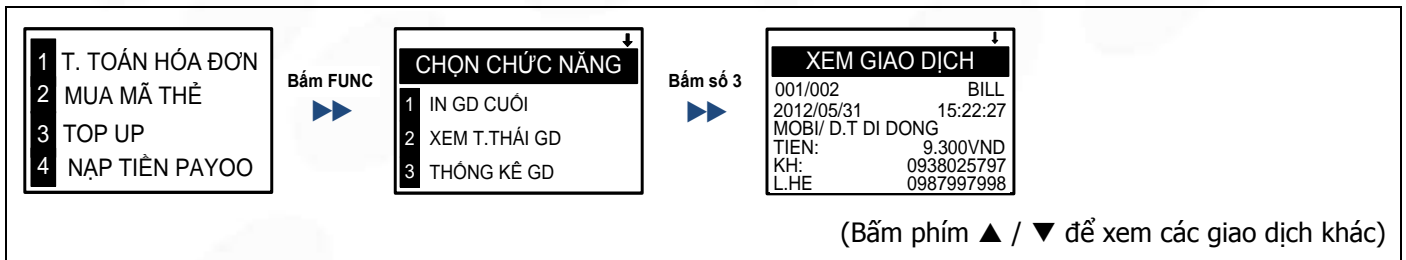 1 T. TOÁN HÓA ĐƠN
2 MUA MÃ THẺ
3 TOP UP
4 NẠP TIỀN PAYOO
Bấm FUNC
CHỌN CHỨC NĂNG
1 IN GD CUỐI
2 XEM T.THÁI GD
3 THỐNG KÊ GD
Bấm số 3
XEM GIAO DỊCH
001/002 BILL
2012/05/31 15:22:27
MOBI/ D.T DI DONG
TIEN: 9.300VND
KH: 0938025797
L.HE 0987997998
(Bấm phím ▲ / ▼ để xem các giao dịch khác)